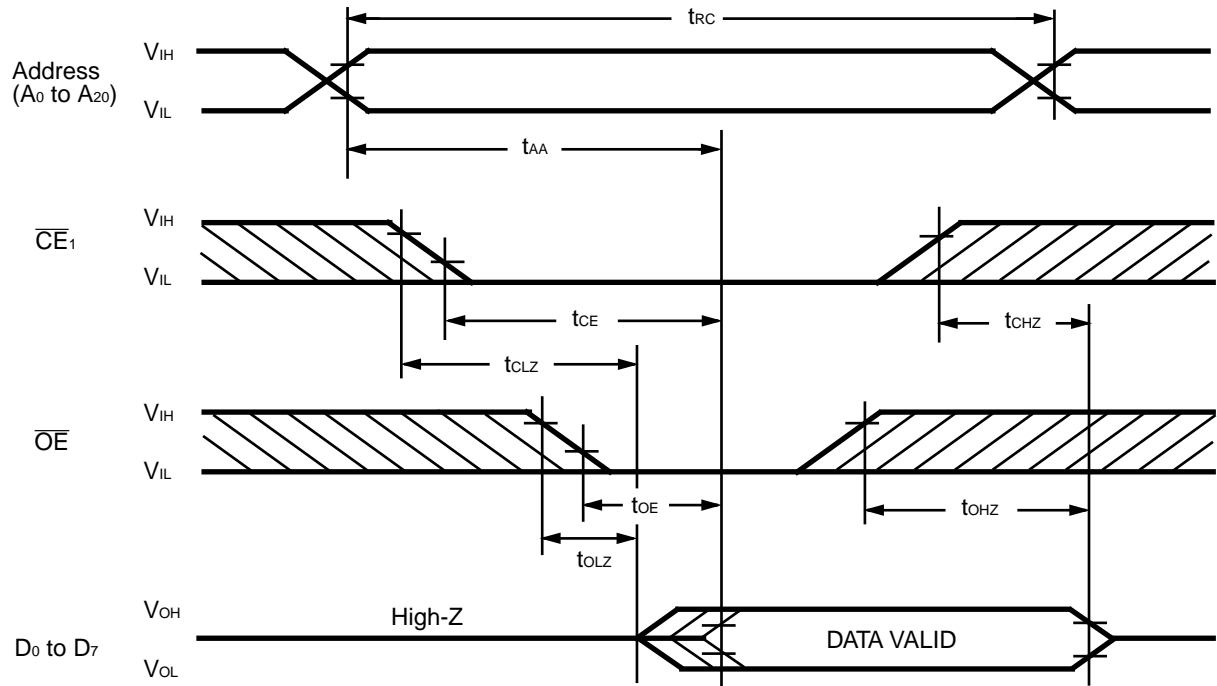 tRC
VIH
Address
(A0 to A20)
VIL
tAA
VIH
CE1
VIL
tCE
tCHZ
tCLZ
VIH
OE
VIL
tOE
tOHZ
tOLZ
VOH
High-Z
D0 to D7
DATA VALID
VOL